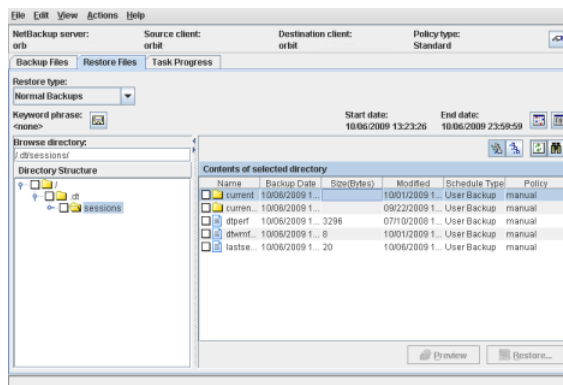 File Edit View Actions Help
NetBackup server: Source client: Destination client: Policy type:
orb orbit orbit Standard
Backup Files Restore Files Task Progress
Restore type:
Normal Backups
Keyword phrase: Start date: End date:
<none> 10/06/2009 13:23:26 10/06/2009 23:59:59
Browse directory:
/.dt/sessions/
Directory Structure
/
.dt
sessions
Contents of selected directory
Name Backup Date Size(Bytes) Modified Schedule Type Policy
current 10/06/2009 1... 10/01/2009 1... User Backup manual
curren... 10/06/2009 1... 09/22/2009 1... User Backup manual
dtperf 10/06/2009 1... 3296 07/10/2008 1... User Backup manual
dtwmf... 10/06/2009 1... 8 10/01/2009 1... User Backup manual
lastse... 10/06/2009 1... 20 10/06/2009 1... User Backup manual
Preview Restore...